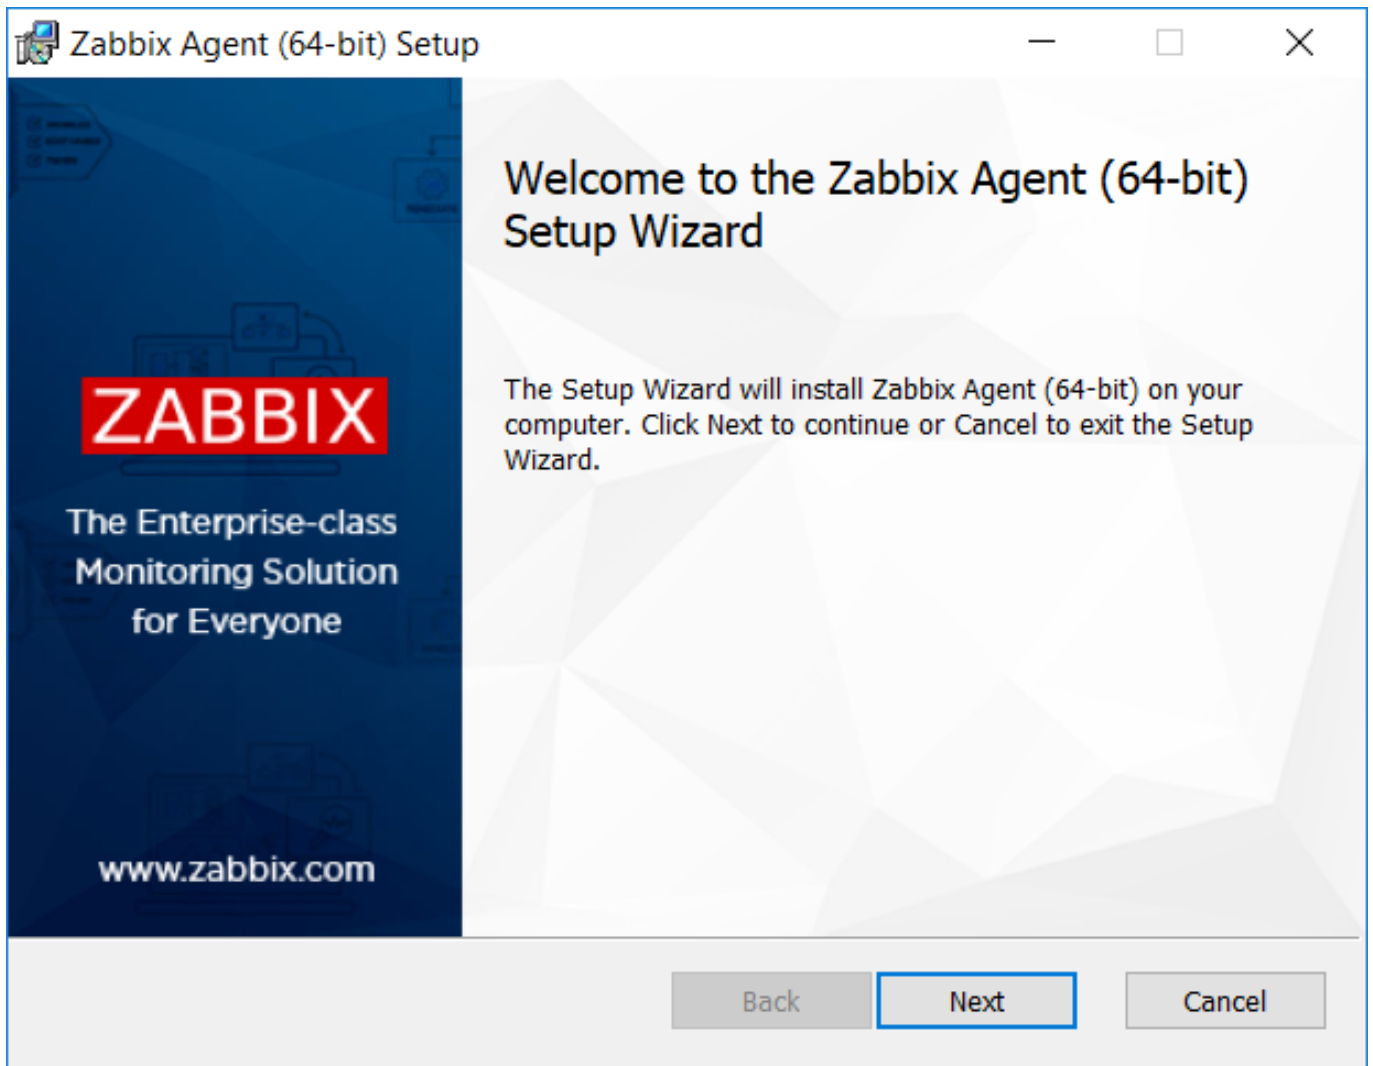 Zabbix Agent (64-bit) Setup
Welcome to the Zabbix Agent (64-bit)
Setup Wizard
The Setup Wizard will install Zabbix Agent (64-bit) on your
computer. Click Next to continue or Cancel to exit the Setup
Wizard.
ZABBIX
The Enterprise-class
Monitoring Solution
for Everyone
www.zabbix.com
Back
Next
Cancel